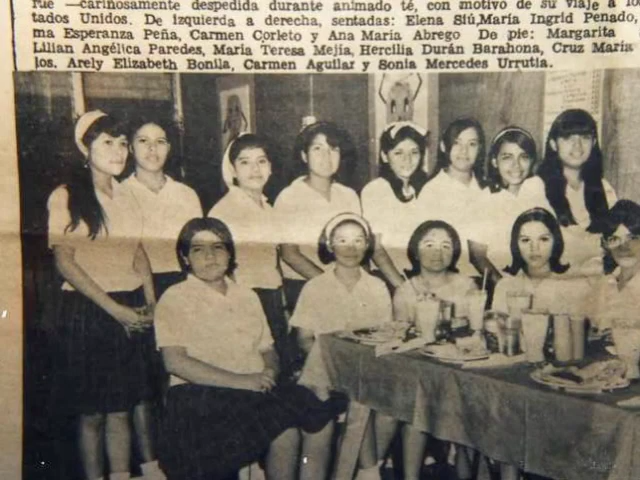 fue —cariñosamente despedida durante animado té, con motivo de su viaje a los
tados Unidos. De izquierda a derecha, sentadas: Elena Siú,María Ingrid Penado,
ma Esperanza Peña, Carmen Corleto y Ana María Abrego De pie: Margarita
Lilian Angélica Paredes, María Teresa Mejía, Hercilia Durán Barahona, Cruz María
los. Arely Elizabeth Bonila, Carmen Aguilar y Sonia Mercedes Urrutia.